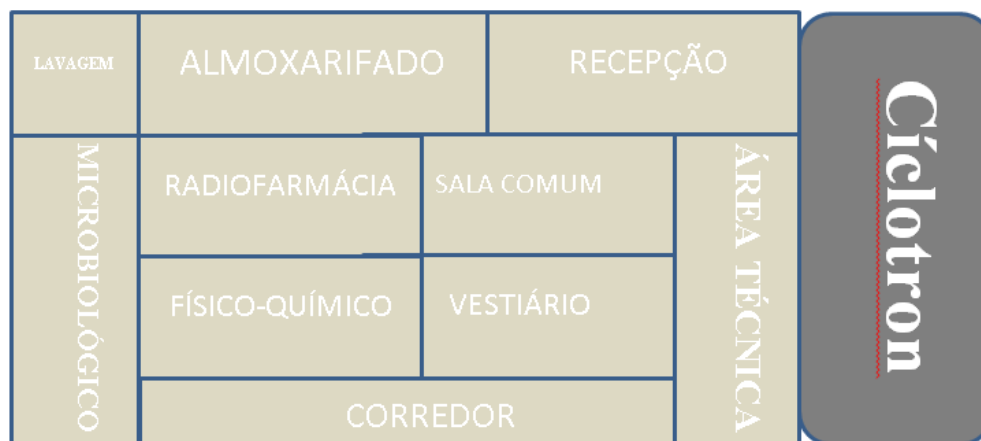 LAVAGEM
ALMOXARIFADO
RECEPÇÃO
MICROBIOLÓGICO
RADIOFARMÁCIA
SALA COMUM
ÁREA TÉCNICA
Cíclotron
FÍSICO-QUÍMICO
VESTIÁRIO
CORREDOR